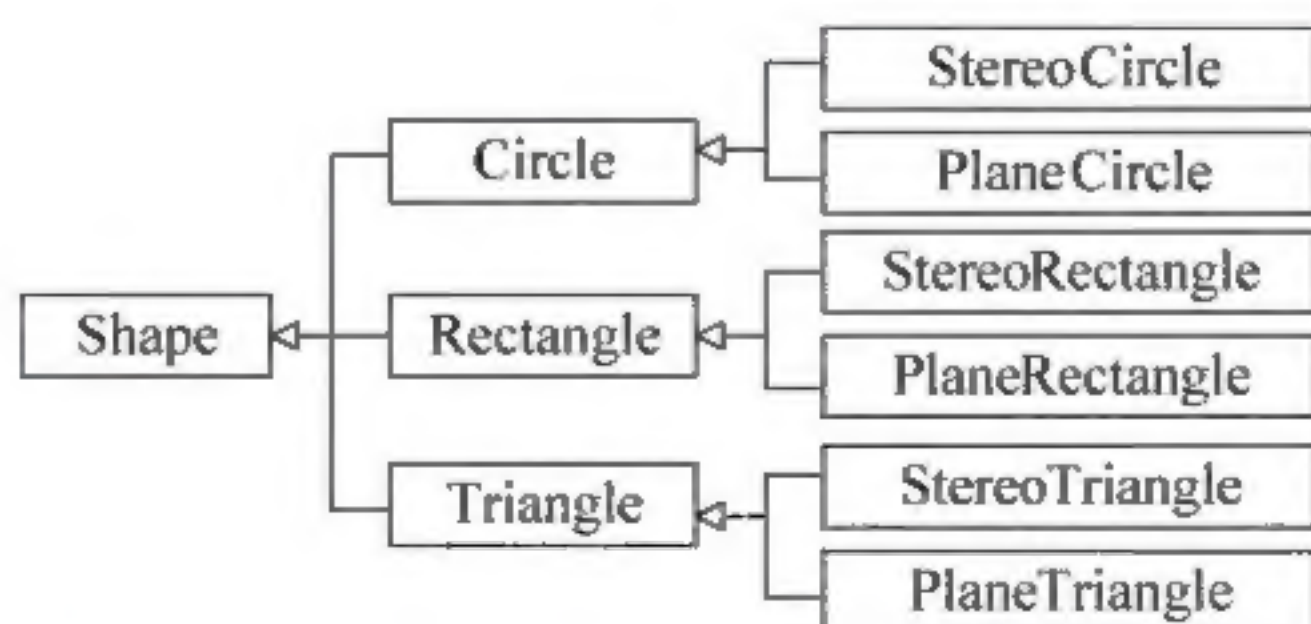 StereoCircle
Circle
PlaneCircle
StereoRectangle
Shape
Rectangle
PlaneRectangle
StereoTriangle
Triangle
PlaneTriangle